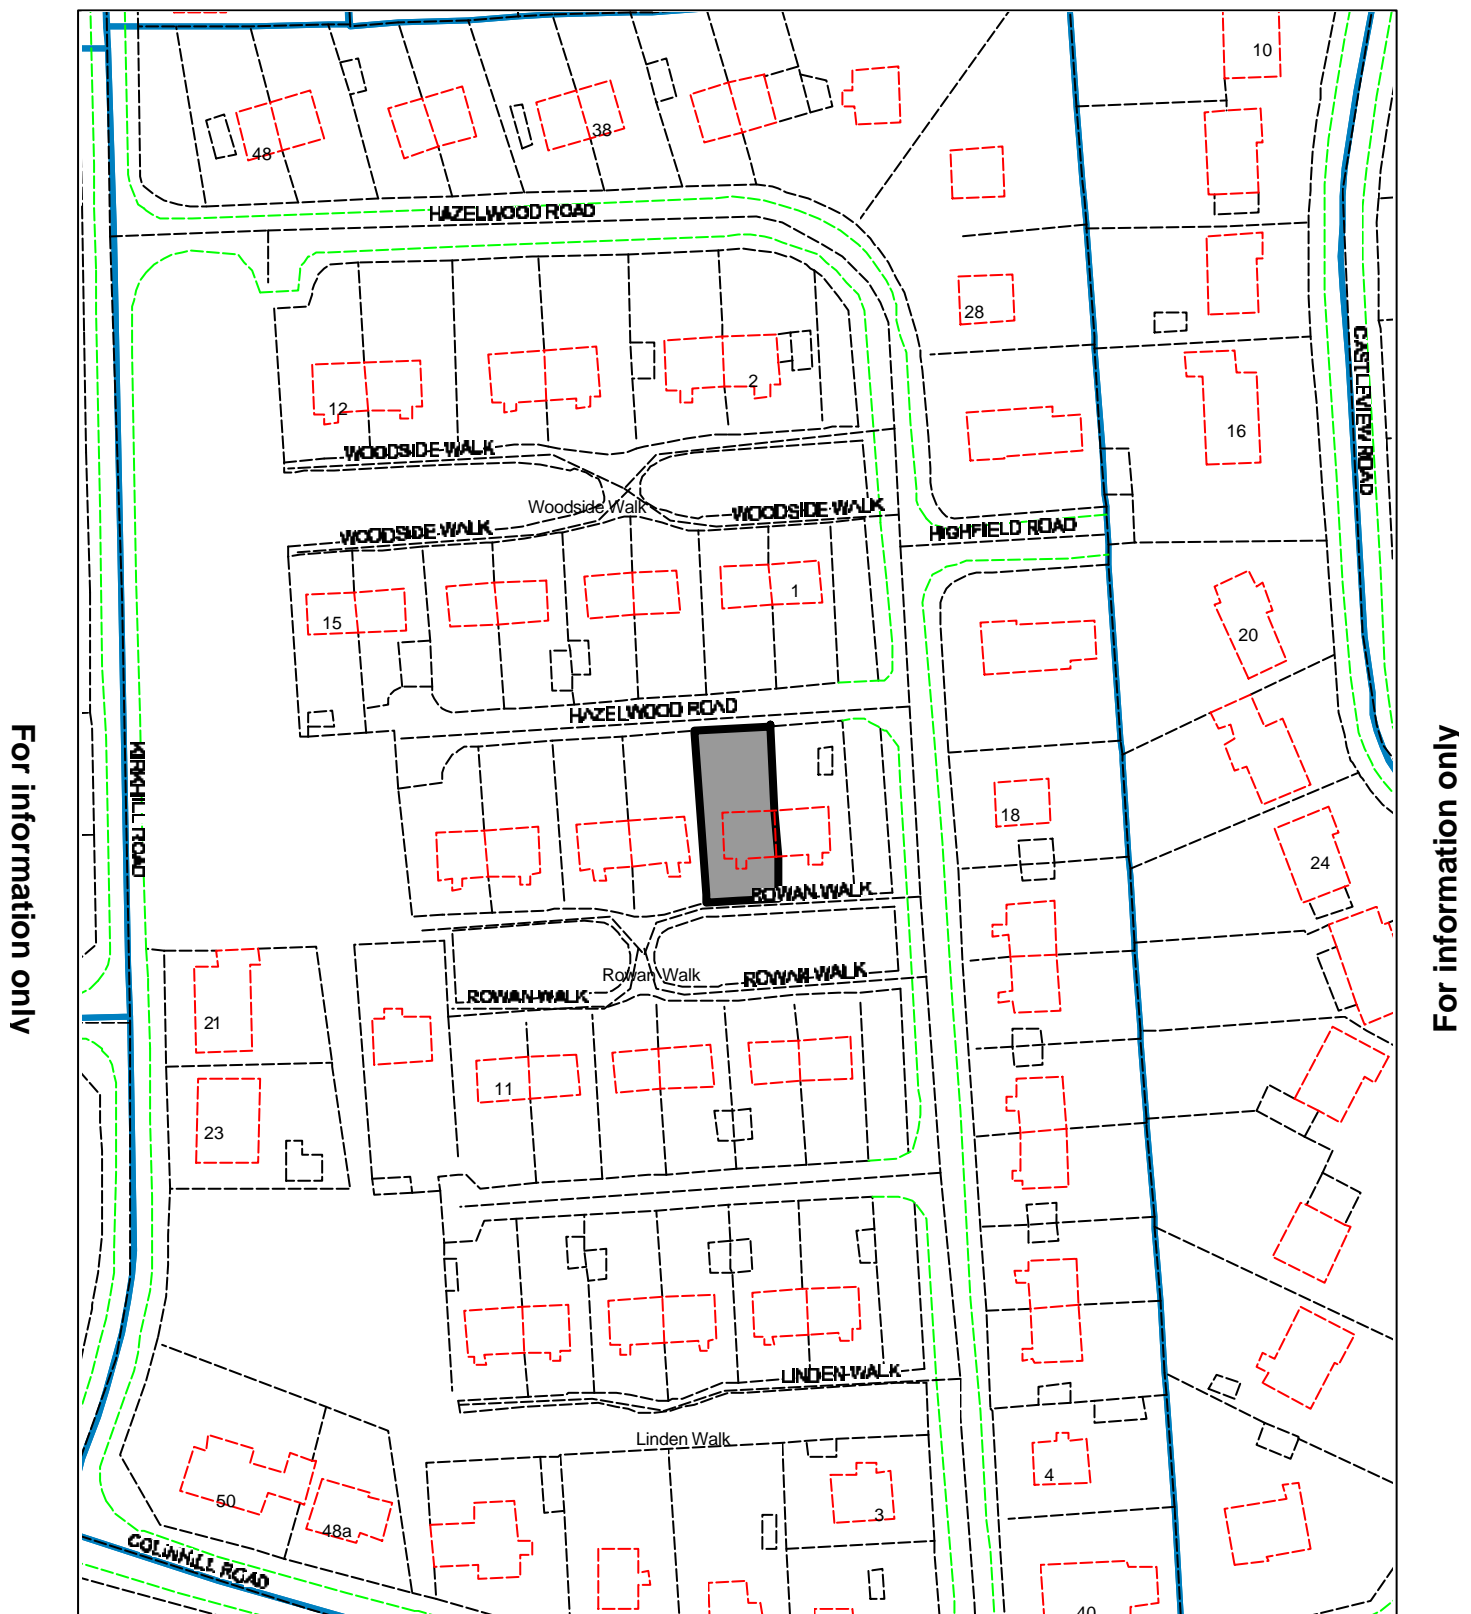 10
48
38
HAZELWOOD ROAD
28
CASTLEVIEW ROAD
12
2
16
WOODSIDE WALK
Woodside Walk
WOODSIDE WALK
WOODSIDE WALK
HIGHFIELD ROAD
15
1
20
HAZELWOOD ROAD
For information only
For information only
KIRKHILL ROAD
18
24
ROWAN WALK
Rowan Walk
ROWAN WALK
ROWAN WALK
21
11
23
LINDEN WALK
Linden Walk
4
50
48a
3
COLINHILL ROAD
40